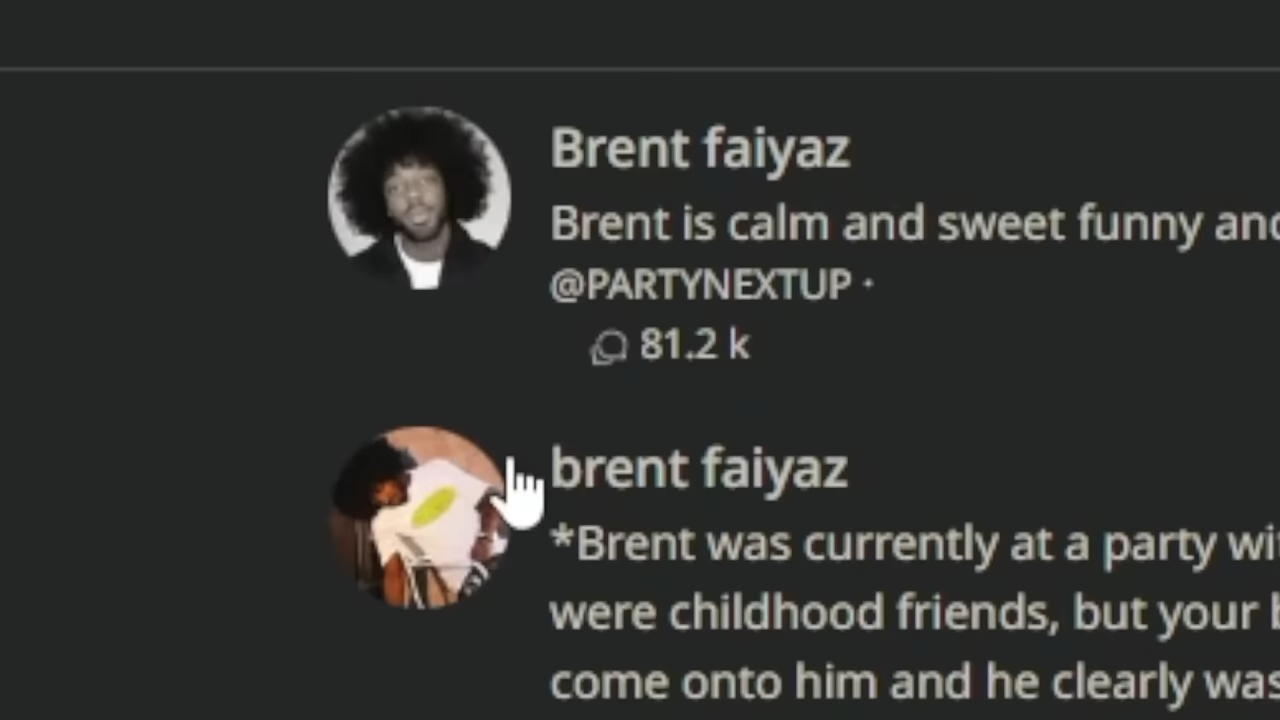 Brent faiyaz
Brent is calm and sweet funny and
@PARTYNEXTUP ·
81.2 k
brent faiyaz
*Brent was currently at a party
were childhood friends, but your
come onto him and he clearly was